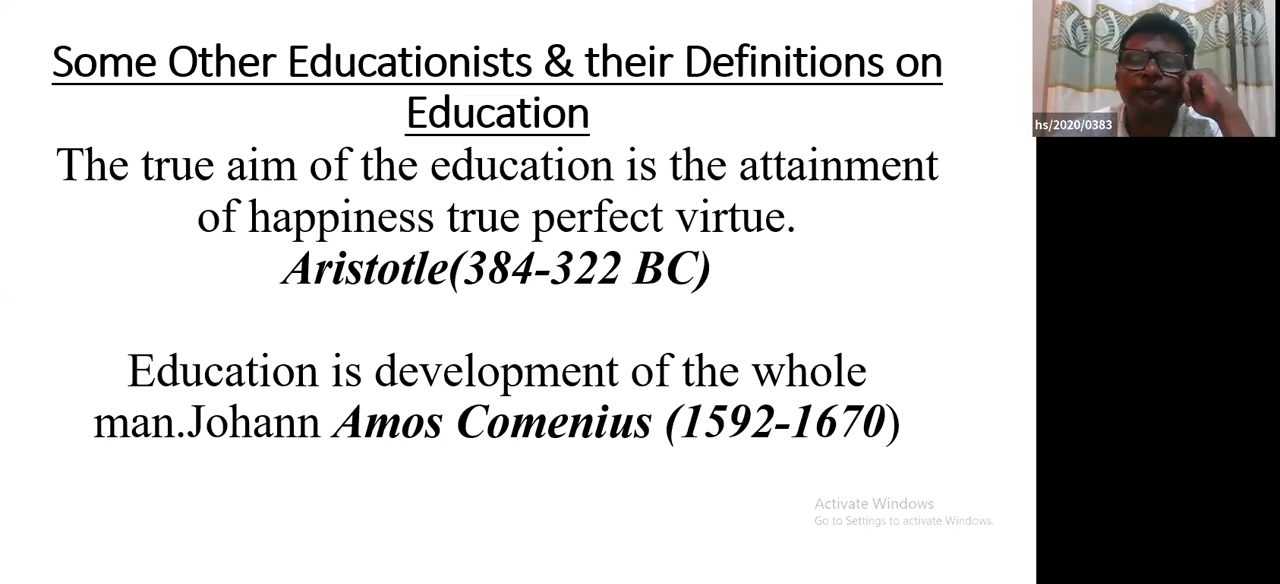 Some Other Educationists & their Definitions on
Education
The true aim of the education is the attainment
of happiness true perfect virtue.
Aristotle(384-322 BC)
Education is development of the whole
man.Johann Amos Comenius (1592-1670)
Activate Windows
Go to Settings to activate Windows.
hs/2020/0383